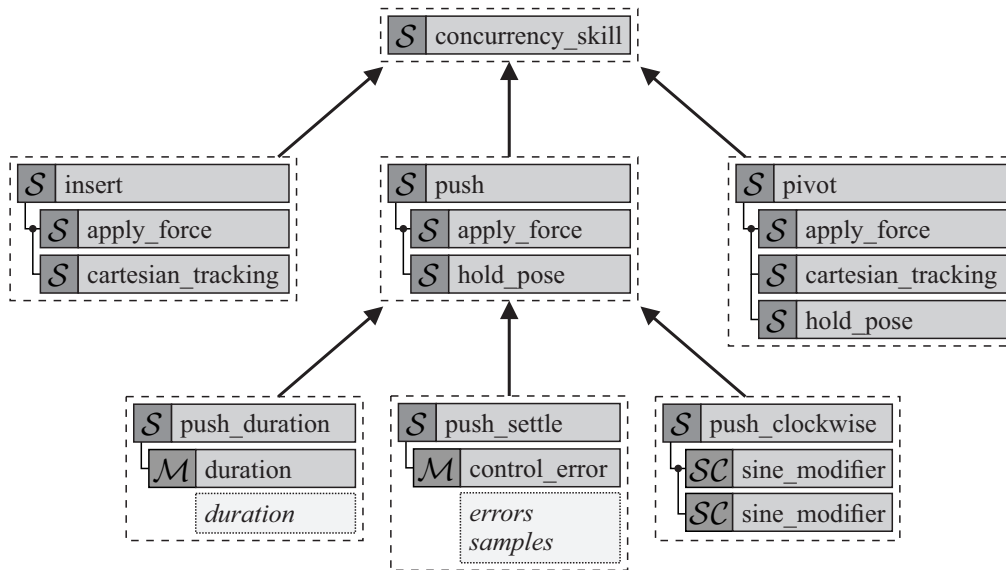 S concurrency_skill
S insert
S apply_force
S cartesian_tracking
S push
S apply_force
S hold_pose
S pivot
S apply_force
S cartesian_tracking
S hold_pose
S push_duration
M duration
duration
S push_settle
M control_error
errors
samples
S push_clockwise
SC sine_modifier
SC sine_modifier